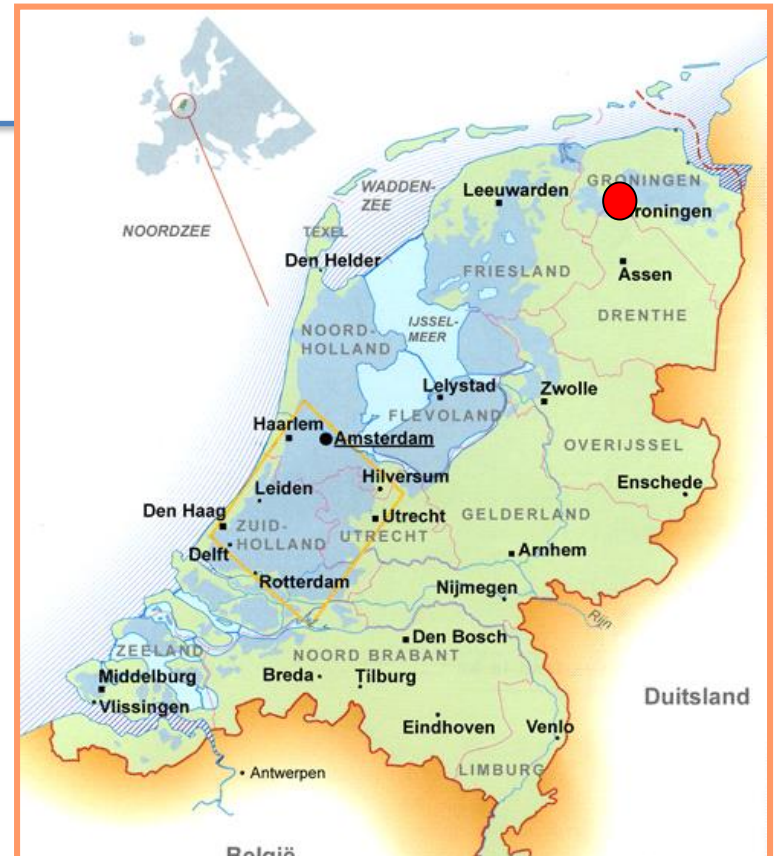 WADDEN-
ZEE
NOORDZEE
TEXEL
Den Helder
Leeuwarden
GRONINGEN
roningen
FRIESLAND
Assen
DRENTHE
NOORD-
HOLLAND
IJSSEL-
MEER
Lelystad
FLEVOLAND
Zwolle
Haarlem
Amsterdam
OVERIJSSEL
Hilversum
Enschede
Leiden
Den Haag
ZUID-
HOLLAND
Utrecht
UTRECHT
GELDERLAND
Delft
Arnhem
Rotterdam
Nijmegen
Rijn
Den Bosch
ZEELAND
NOORD BRABANT
Middelburg
Breda
Tilburg
Vlissingen
Duitsland
Eindhoven
Venlo
Antwerpen
LIMBURG
België